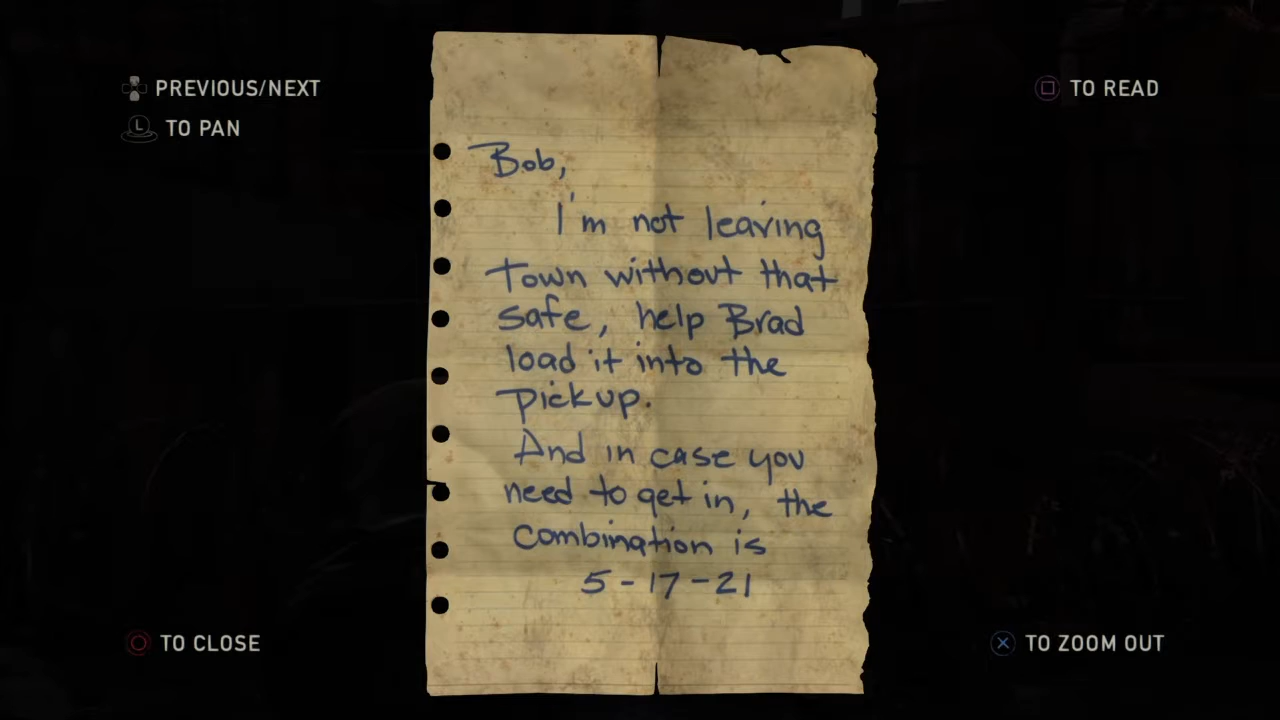 PREVIOUS/NEXT
L TO PAN
TO READ
Bob,
I'm not leaving
Town without that
safe, help Brad
load it into the
pickup.
And in case you
need to get in, the
combination is
5-17-21
TO CLOSE
TO ZOOM OUT